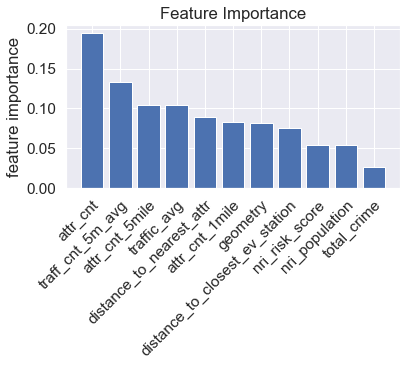 Feature Importance
feature importance
0.20
0.15
0.10
0.05
0.00
attr_cnt
traff_cnt_5m_avg
attr_cnt_5mile
traffic_avg
distance_to_nearest_attr
attr_cnt_1mile
geometry
distance_to_closest_ev_station
nri_risk_score
nri_population
total_crime